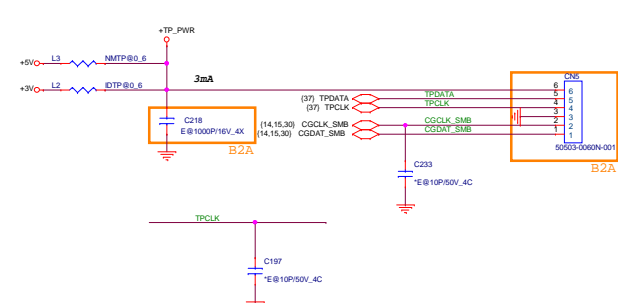 +TP_PWR
+5V L3 NMTP@0_6
+3V L2 IDTP@0_6 3mA
C218
E@1000P/16V_4X
B2A
CN5
(37) TPDATA TPDATA 6 6
(37) TPCLK TPCLK 5 5
4 4
3 3
(14,15,30) CGCLK_SMB CGCLK_SMB 2 2
(14,15,30) CGDAT_SMB CGDAT_SMB 1 1
50503-0060N-001
B2A
C233
*E@10P/50V_4C
TPCLK
C197
*E@10P/50V_4C